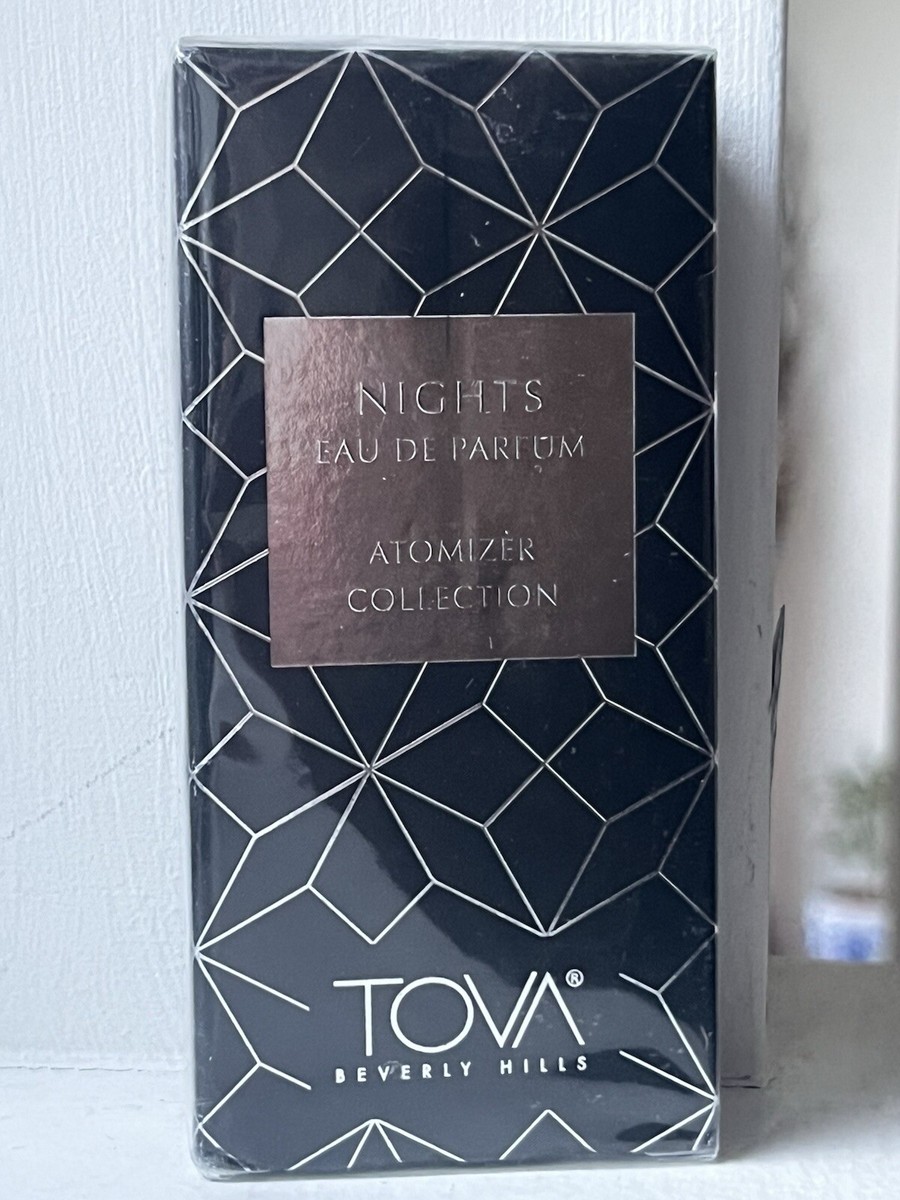 NIGHTS
EAU DE PARFUM
ATOMIZER
COLLECTION
TOVA®
BEVERLY HILLS